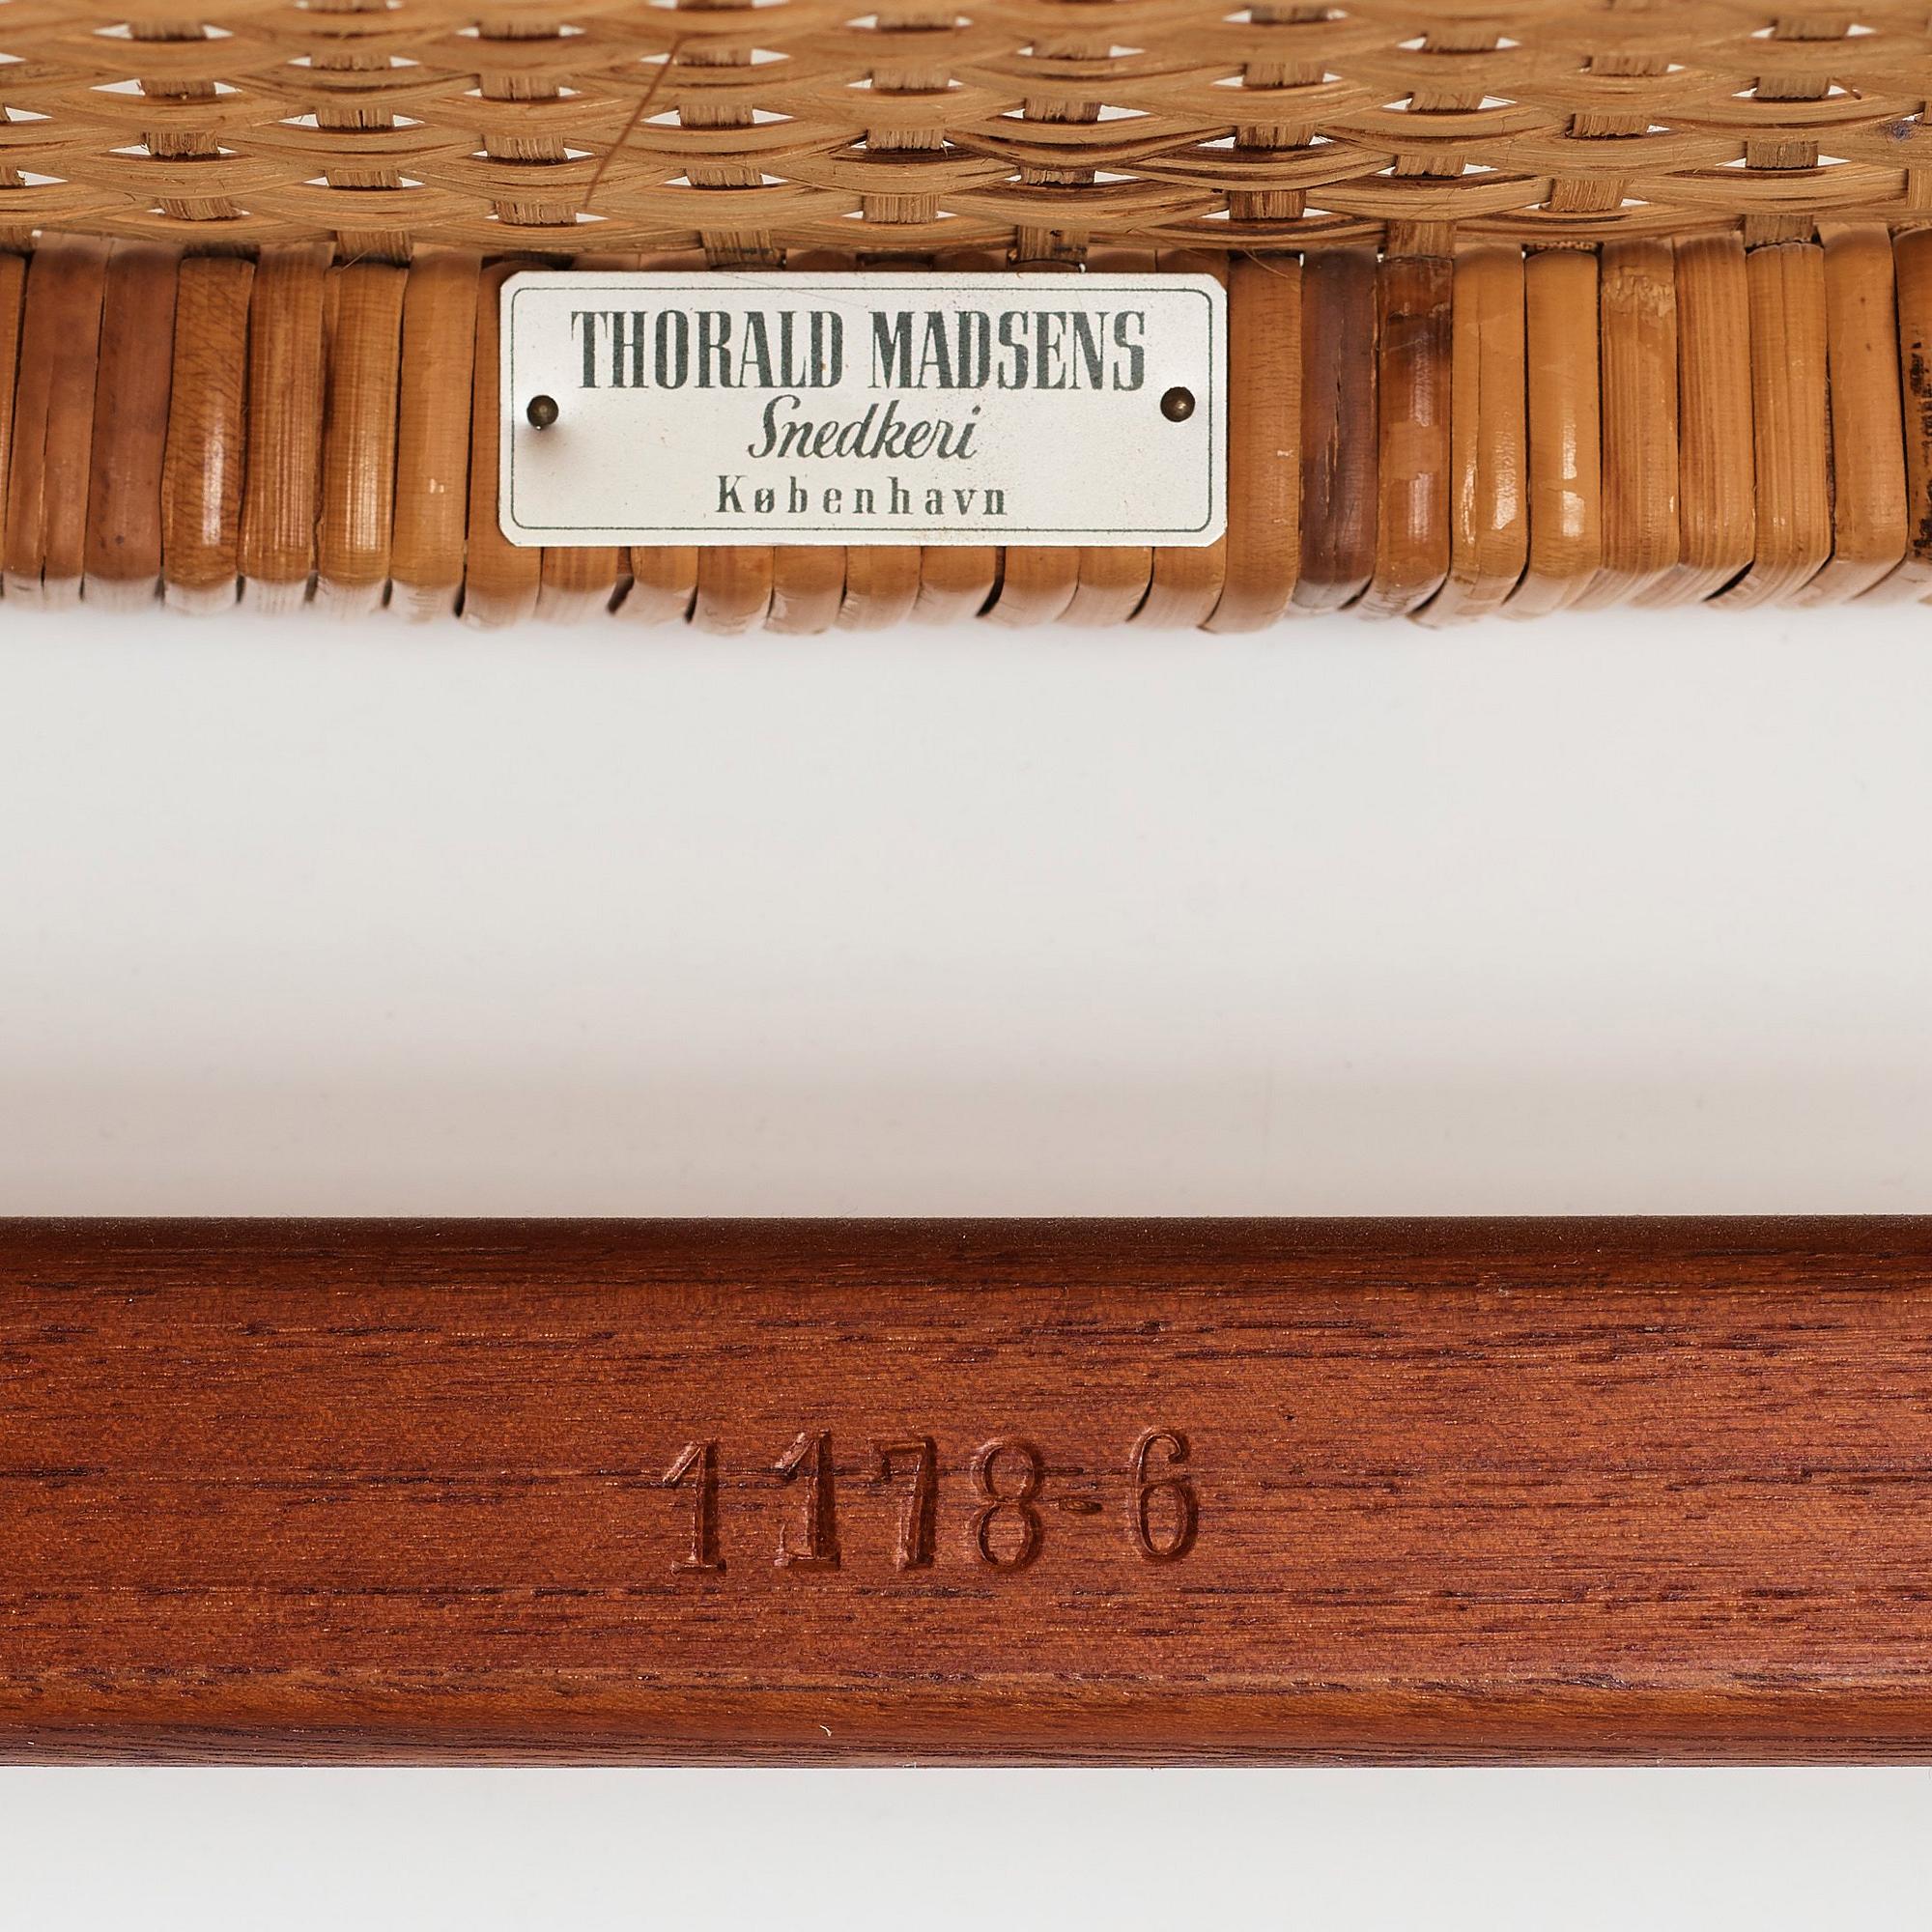 THORALD MADSENS
Snedkeri
København
1178-6